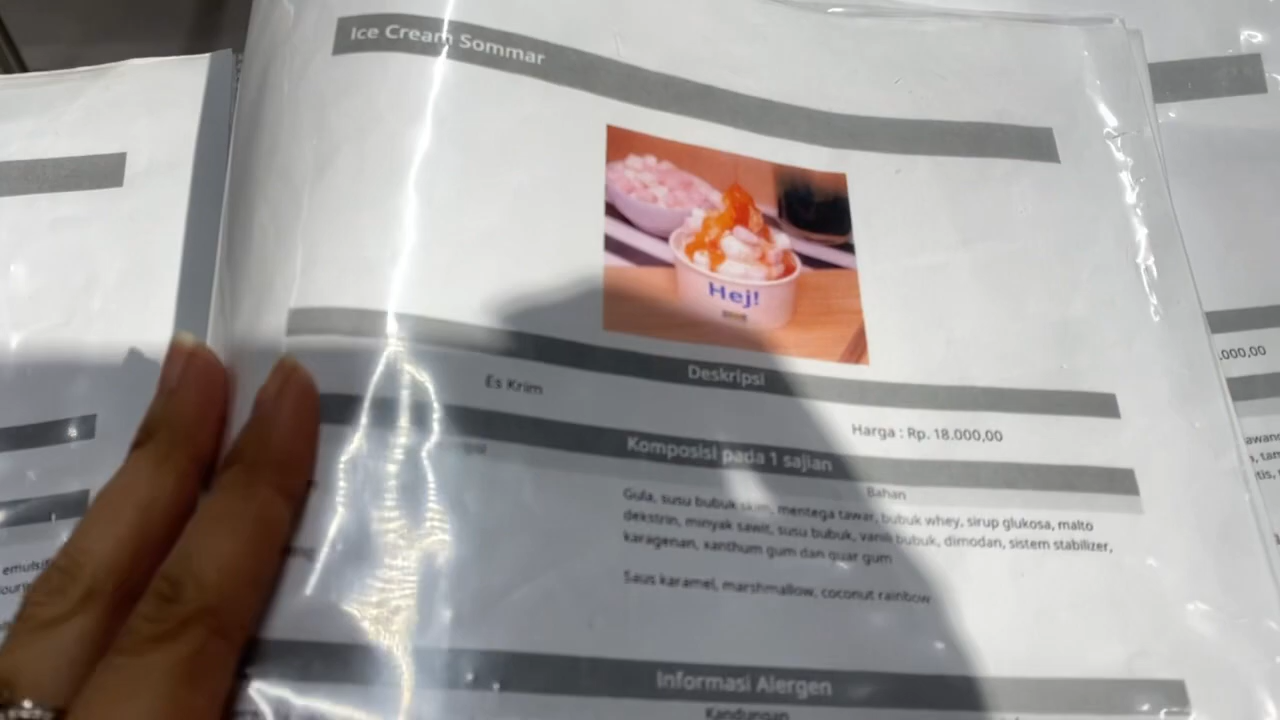 Ice Cream Sommar
Hej!
Deskripsi
Es Krim
Harga : Rp. 18.000,00
Komposisi pada 1 sajian
Bahan
Gula, susu bubuk skim, mentega tawar, bubuk whey, sirup glukosa, malto
dekstrin, minyak sawit, susu bubuk, vanili bubuk, dimodan, sistem stabilizer,
karagenan, xanthum gum dan guar gum
Saus karamel, marshmallow, coconut rainbow
Informasi Alergen
Kandungan
.000,00